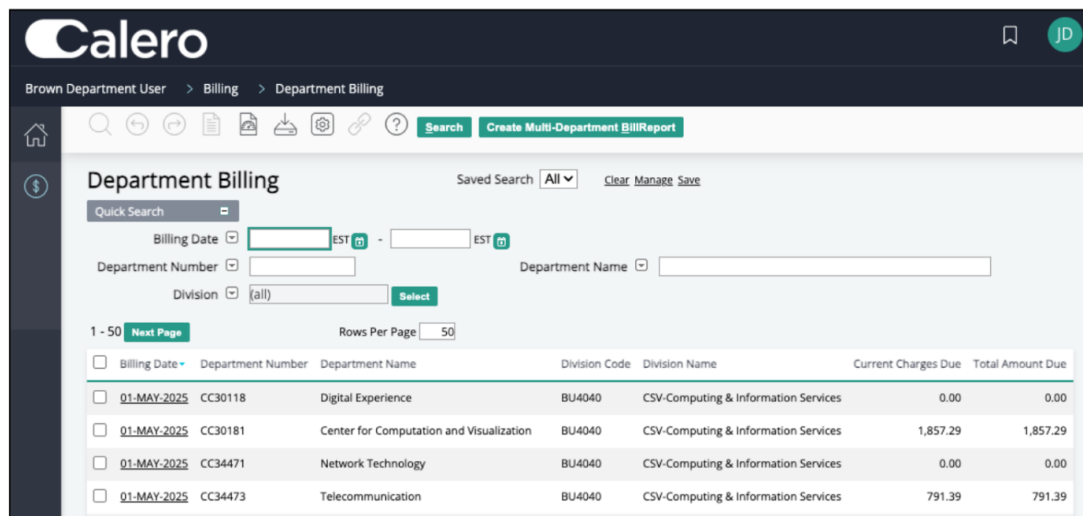 Calero
JD
Brown Department User > Billing > Department Billing
? Search Create Multi-Department BillReport
$
Department Billing Saved Search All Clear Manage Save
Quick Search
Billing Date EST - EST
Department Number Department Name
Division (all) Select
1 - 50 Next Page Rows Per Page 50
Billing Date Department Number Department Name Division Code Division Name Current Charges Due Total Amount Due
01-MAY-2025 CC30118 Digital Experience BU4040 CSV-Computing & Information Services 0.00 0.00
01-MAY-2025 CC30181 Center for Computation and Visualization BU4040 CSV-Computing & Information Services 1,857.29 1,857.29
01-MAY-2025 CC34471 Network Technology BU4040 CSV-Computing & Information Services 0.00 0.00
01-MAY-2025 CC34473 Telecommunication BU4040 CSV-Computing & Information Services 791.39 791.39